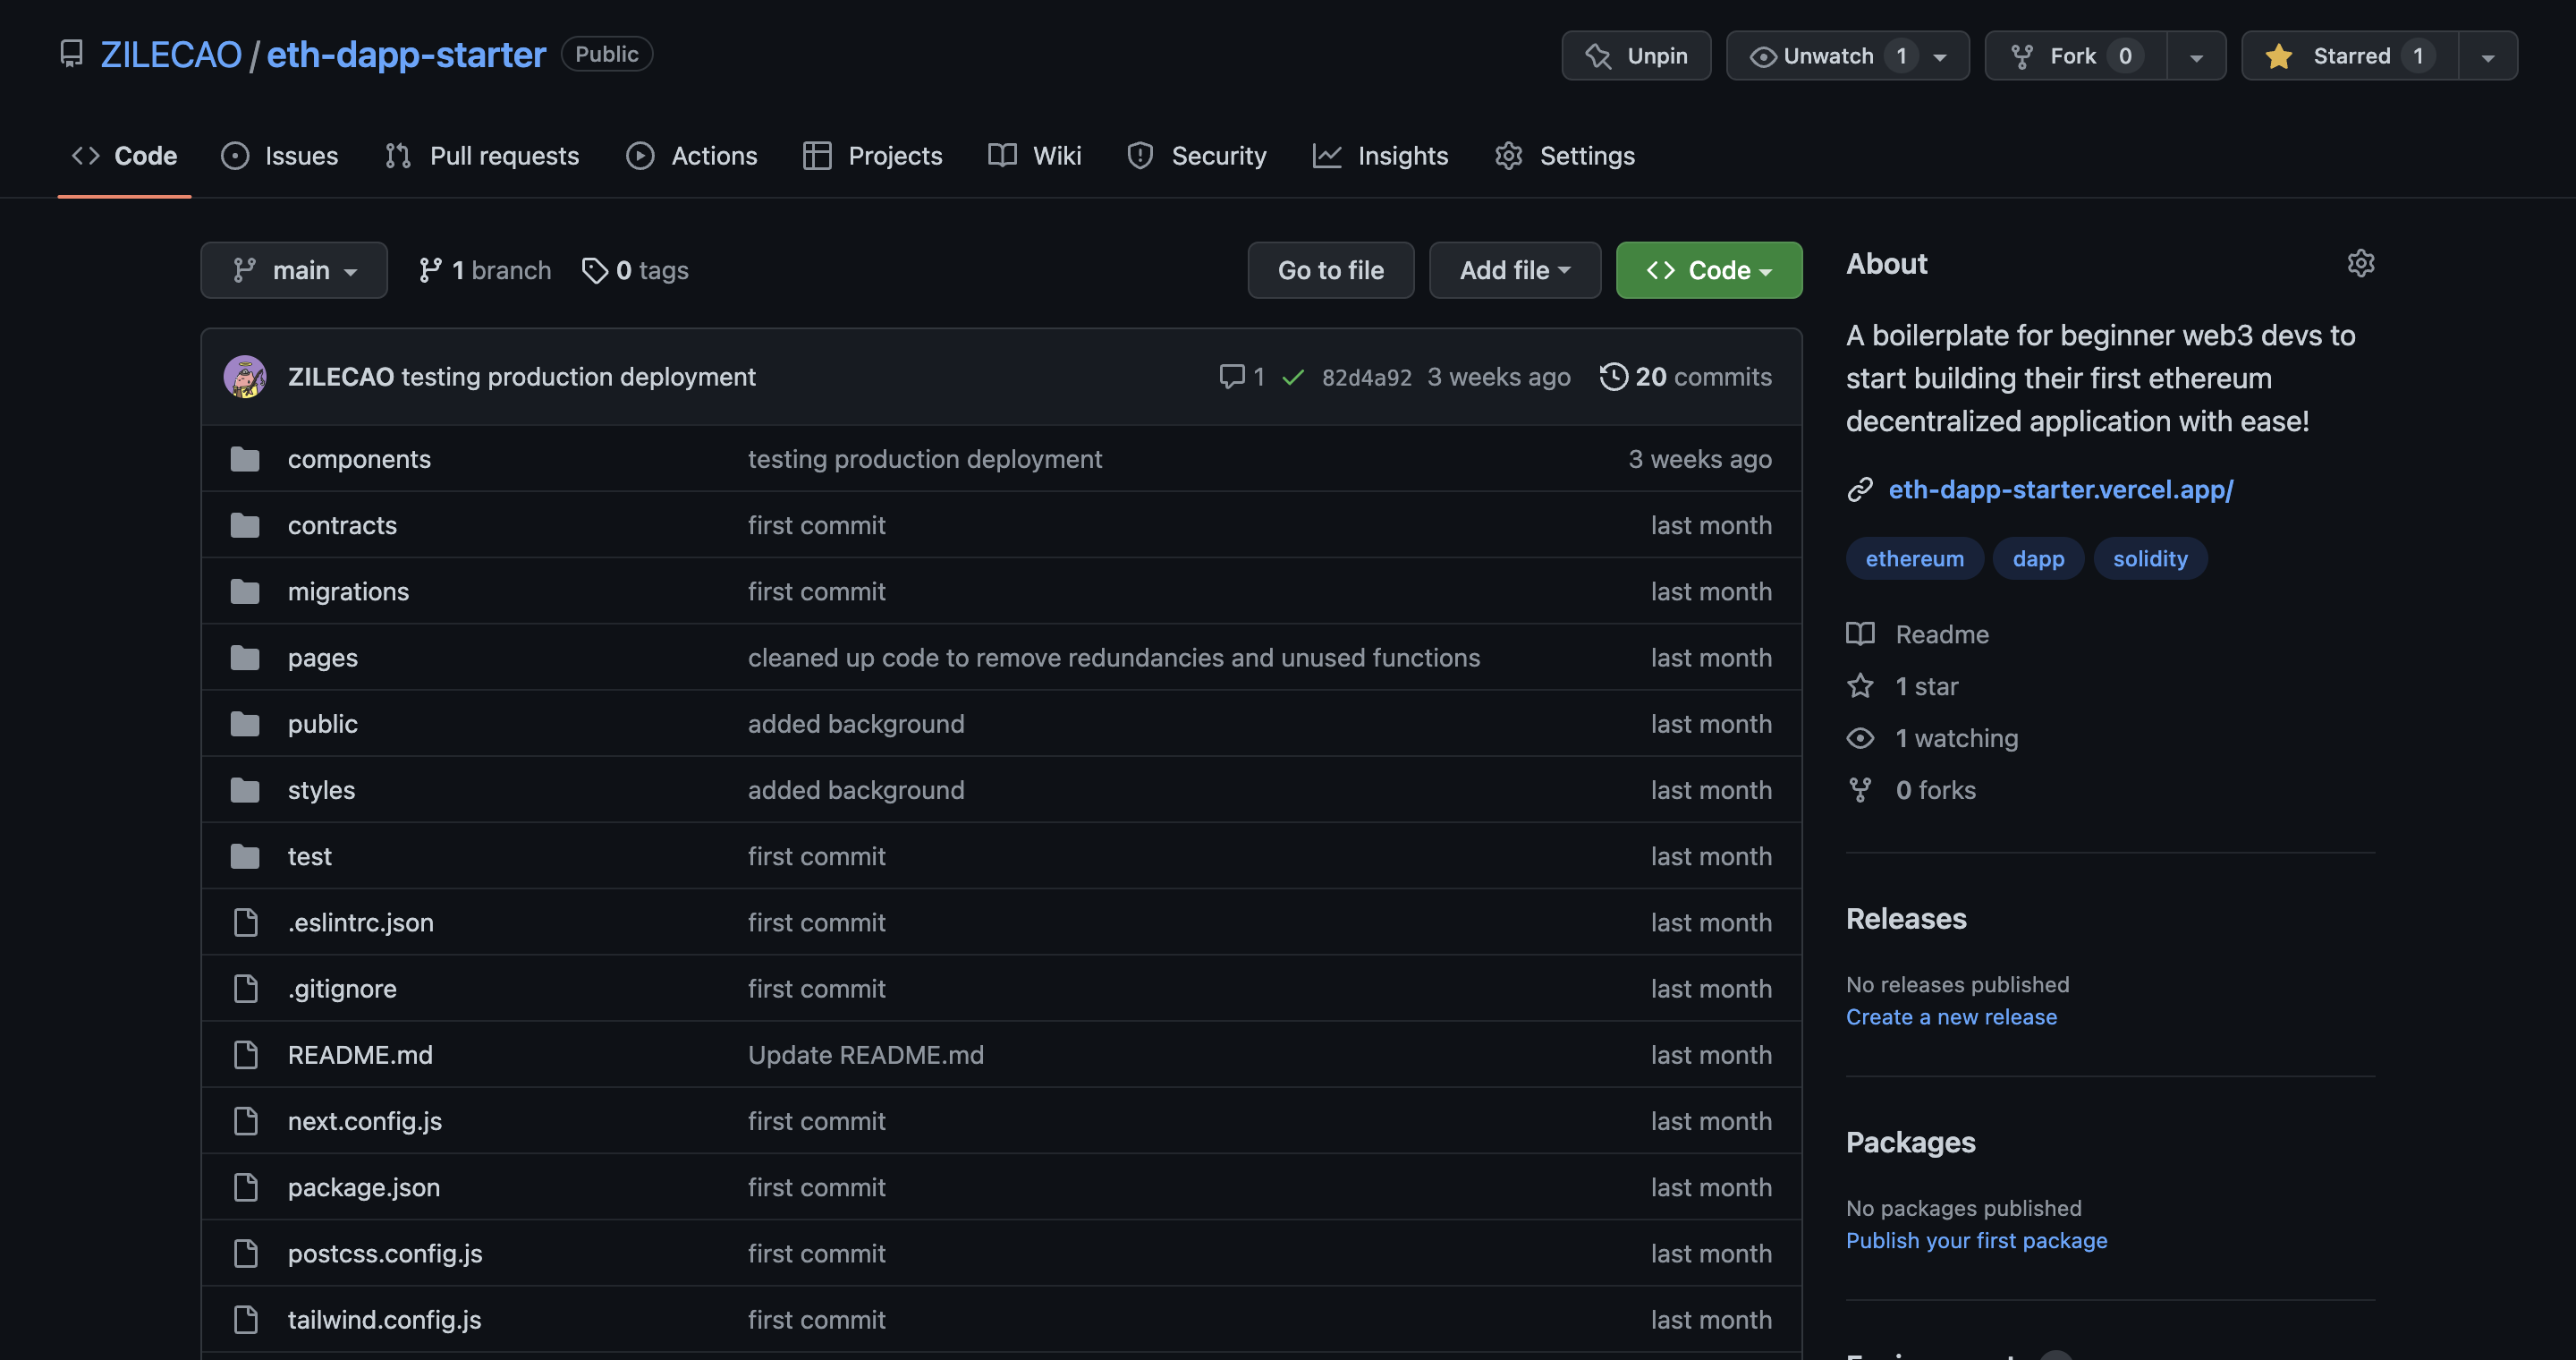 ZILECAO / eth-dapp-starter Public
Unpin Unwatch 1 Fork 0 Starred 1
Code Issues Pull requests Actions Projects Wiki Security Insights Settings
main 1 branch 0 tags Go to file Add file Code
ZILECAO testing production deployment 1 82d4a92 3 weeks ago 20 commits
components testing production deployment 3 weeks ago
contracts first commit last month
migrations first commit last month
pages cleaned up code to remove redundancies and unused functions last month
public added background last month
styles added background last month
test first commit last month
.eslintrc.json first commit last month
.gitignore first commit last month
README.md Update README.md last month
next.config.js first commit last month
package.json first commit last month
postcss.config.js first commit last month
tailwind.config.js first commit last month
About
A boilerplate for beginner web3 devs to
start building their first ethereum
decentralized application with ease!
eth-dapp-starter.vercel.app/
ethereum dapp solidity
Readme
1 star
1 watching
0 forks
Releases
No releases published
Create a new release
Packages
No packages published
Publish your first package